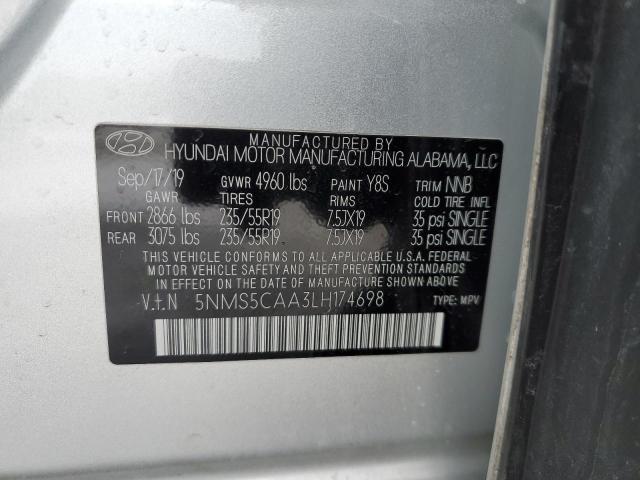 MANUFACTURED BY
HYUNDAI MOTOR MANUFACTURING ALABAMA, LLC
Sep/17/19 GVWR 4960 lbs PAINT Y8S TRIM NNB
GAWR TIRES RIMS COLD TIRE INFL
FRONT 2866 lbs 235/55R19 7.5JX19 35 psi SINGLE
REAR 3075 lbs 235/55R19 7.5JX19 35 psi SINGLE
THIS VEHICLE CONFORMS TO ALL APPLICABLE U.S.A. FEDERAL
MOTOR VEHICLE SAFETY AND THEFT PREVENTION STANDARDS
IN EFFECT ON THE DATE OF MANUFACTURE SHOWN ABOVE.
V.I.N 5NMS5CAA3LH174698 TYPE: MPV